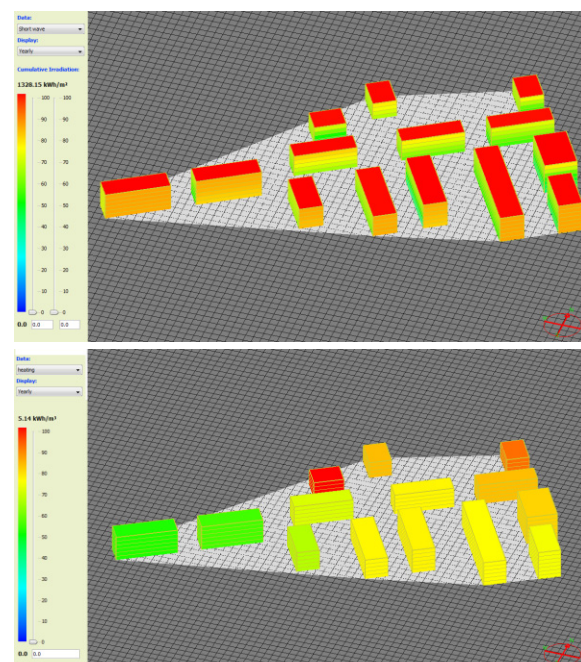 Data:
Short wave
Display:
Yearly
Cumulative Irradiation:
1328.15 kWh/m²
100 100
90 90
80 80
70 70
60 60
50 50
40 40
30 30
20 20
10 10
0 0
0.0 0.0 0.0
Data:
heating
Display:
Yearly
5.14 kWh/m³
100
90
80
70
60
50
40
30
20
10
0
0.0 0.0